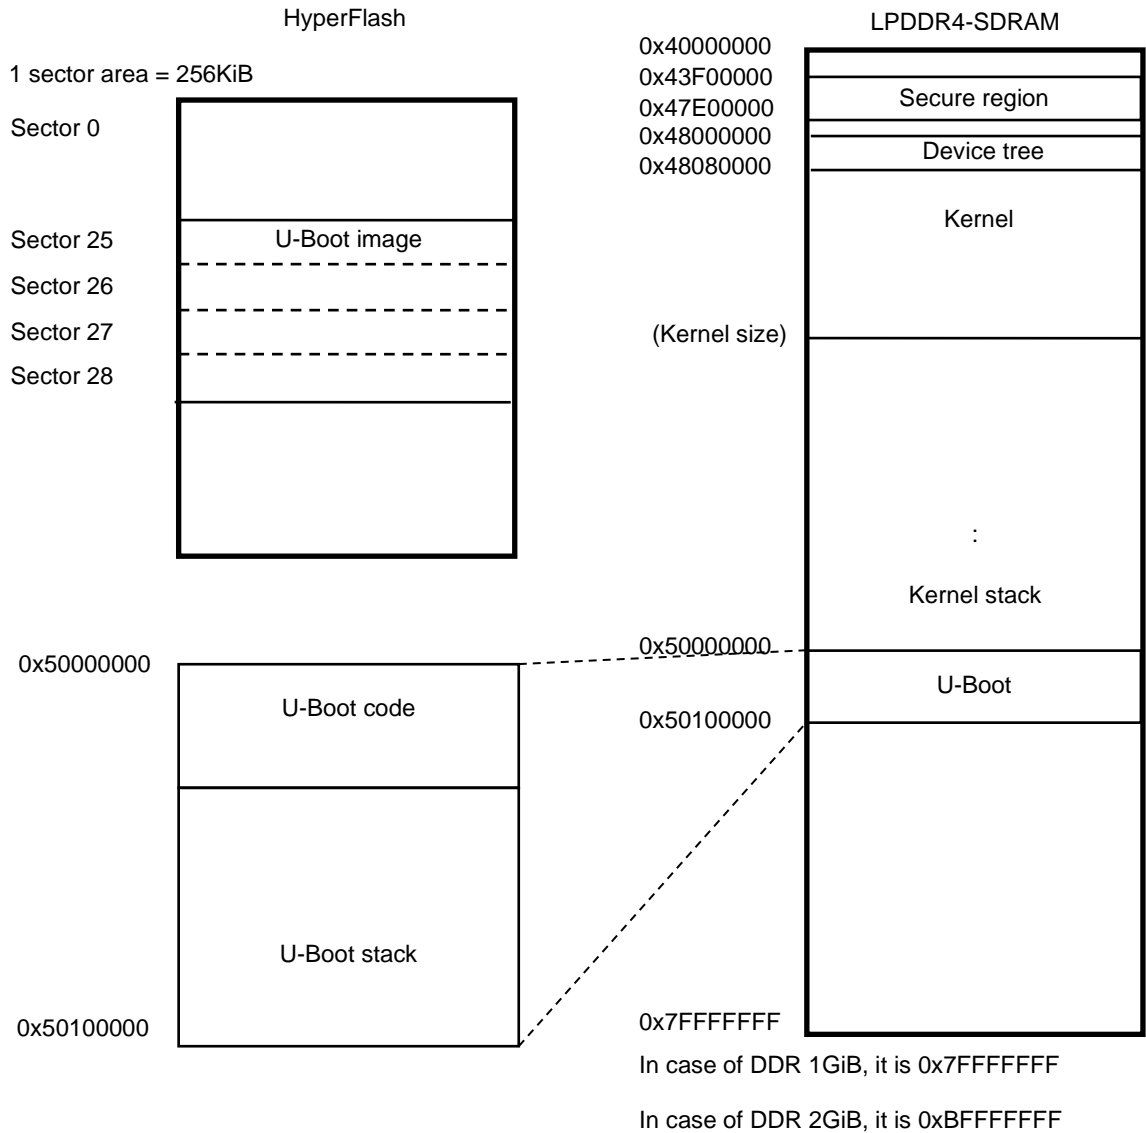 HyperFlash
1 sector area = 256KiB
Sector 0
Sector 25
U-Boot image
Sector 26
Sector 27
Sector 28
LPDDR4-SDRAM
0x40000000
0x43F00000
Secure region
0x47E00000
0x48000000
Device tree
0x48080000
Kernel
(Kernel size)
:
Kernel stack
0x50000000
U-Boot
0x50100000
0x7FFFFFFF
In case of DDR 1GiB, it is 0x7FFFFFFF
In case of DDR 2GiB, it is 0xBFFFFFFF
0x50000000
U-Boot code
U-Boot stack
0x50100000